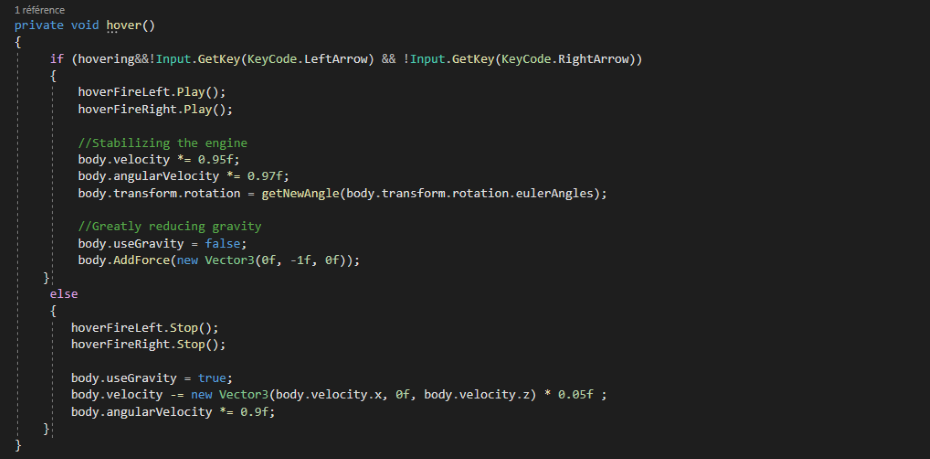 1 référence
private void hover()
{
if (hovering&&!Input.GetKey(KeyCode.LeftArrow) && !Input.GetKey(KeyCode.RightArrow))
{
hoverFireLeft.Play();
hoverFireRight.Play();
//Stabilizing the engine
body.velocity *= 0.95f;
body.angularVelocity *= 0.97f;
body.transform.rotation = getNewAngle(body.transform.rotation.eulerAngles);
//Greatly reducing gravity
body.useGravity = false;
body.AddForce(new Vector3(0f, -1f, 0f));
}
else
{
hoverFireLeft.Stop();
hoverFireRight.Stop();
body.useGravity = true;
body.velocity -= new Vector3(body.velocity.x, 0f, body.velocity.z) * 0.05f ;
body.angularVelocity *= 0.9f;
}
}